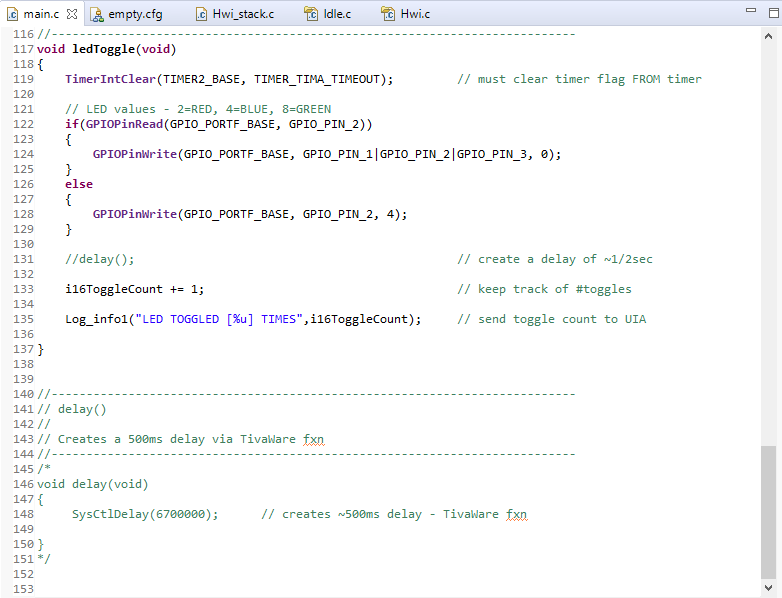 main.c empty.cfg Hwi_stack.c Idle.c Hwi.c
116 //---------------------------------------------------------------------------
117 void ledToggle(void)
118 {
119     TimerIntClear(TIMER2_BASE, TIMER_TIMA_TIMEOUT);         // must clear timer flag FROM timer
120
121     // LED values - 2=RED, 4=BLUE, 8=GREEN
122     if(GPIOPinRead(GPIO_PORTF_BASE, GPIO_PIN_2))
123     {
124         GPIOPinWrite(GPIO_PORTF_BASE, GPIO_PIN_1|GPIO_PIN_2|GPIO_PIN_3, 0);
125     }
126     else
127     {
128         GPIOPinWrite(GPIO_PORTF_BASE, GPIO_PIN_2, 4);
129     }
130
131     //delay();                                              // create a delay of ~1/2sec
132
133     i16ToggleCount += 1;                                    // keep track of #toggles
134
135     Log_info1("LED TOGGLED [%u] TIMES",i16ToggleCount);     // send toggle count to UIA
136
137 }
138
139
140 //---------------------------------------------------------------------------
141 // delay()
142 //
143 // Creates a 500ms delay via TivaWare fxn
144 //---------------------------------------------------------------------------
145 /*
146 void delay(void)
147 {
148      SysCtlDelay(6700000);      // creates ~500ms delay - TivaWare fxn
149
150 }
151 */
152
153